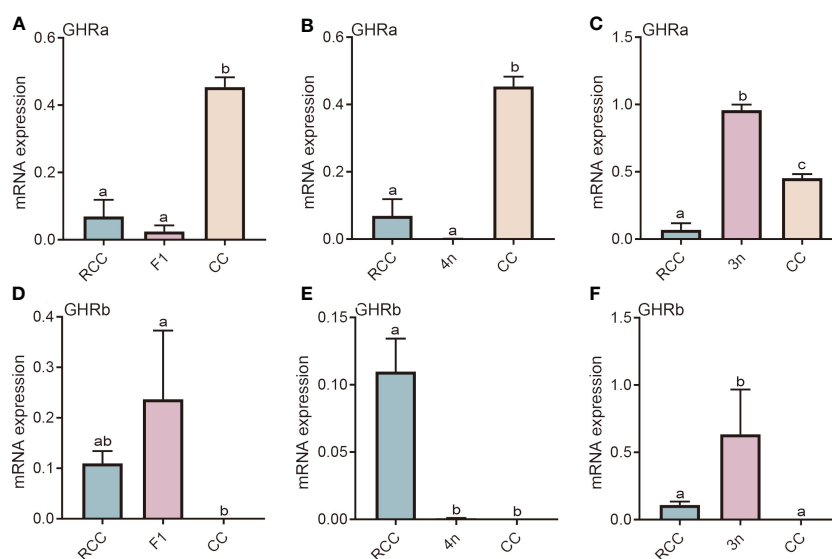 A
GHRa
mRNA expression
0.6
0.4
0.2
0.0
a
a
b
RCC
F1
CC
B
GHRa
mRNA expression
0.6
0.4
0.2
0.0
a
a
b
RCC
4n
CC
C
GHRa
mRNA expression
1.5
1.0
0.5
0.0
a
b
c
RCC
3n
CC
D
GHRb
mRNA expression
0.4
0.3
0.2
0.1
0.0
ab
a
b
RCC
F1
CC
E
GHRb
mRNA expression
0.15
0.10
0.05
0.00
a
b
b
RCC
4n
CC
F
GHRb
mRNA expression
1.5
1.0
0.5
0.0
a
b
a
RCC
3n
CC